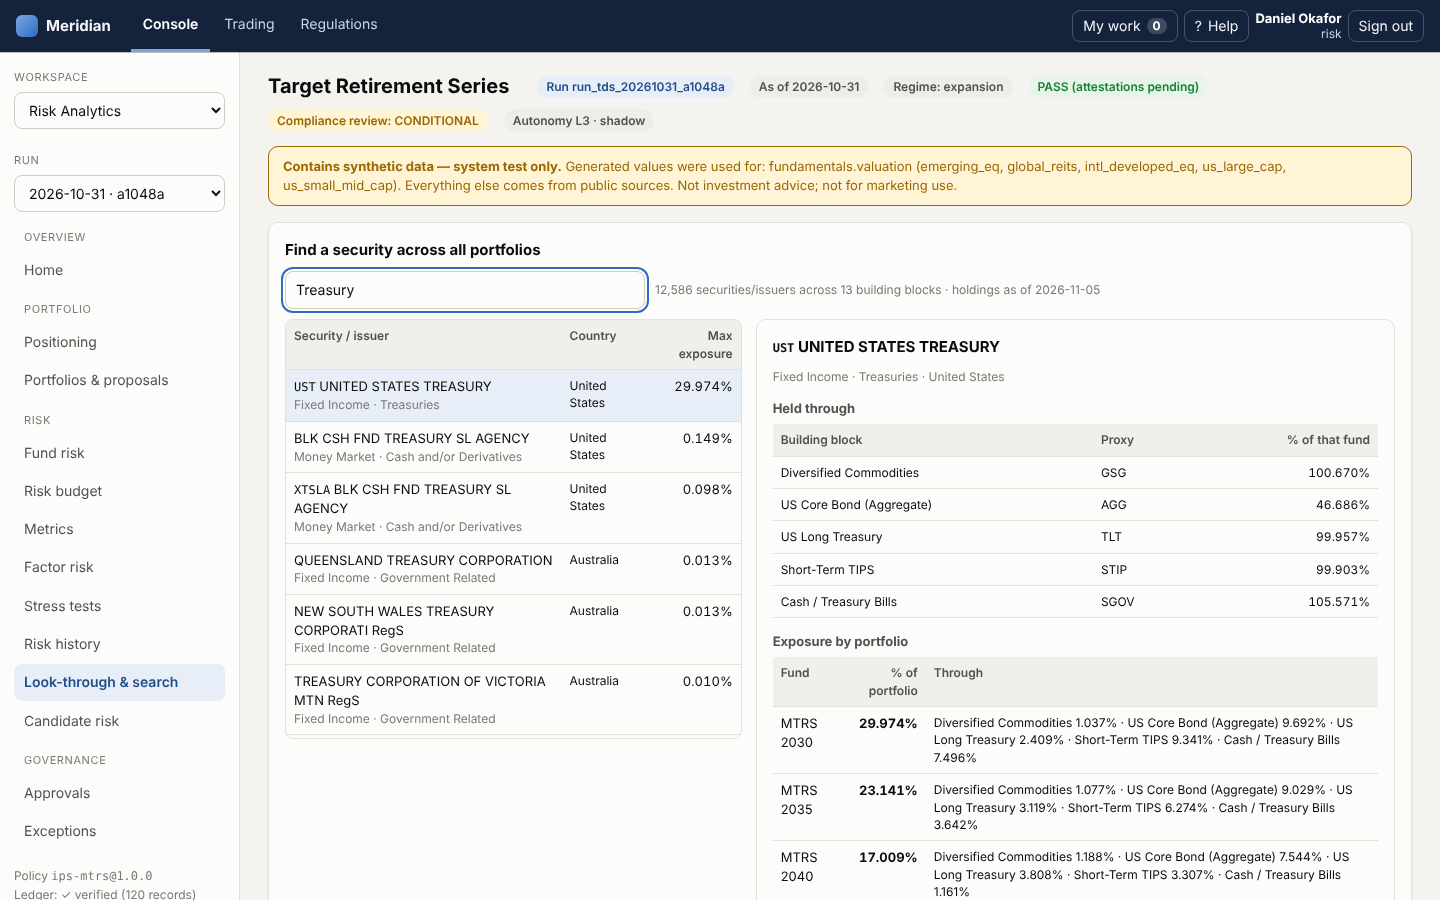 Meridian
Console
Trading
Regulations
My work 0
? Help
Daniel Okafor
risk
Sign out
WORKSPACE
Risk Analytics
RUN
2026-10-31 · a1048a
OVERVIEW
Home
PORTFOLIO
Positioning
Portfolios & proposals
RISK
Fund risk
Risk budget
Metrics
Factor risk
Stress tests
Risk history
Look-through & search
Candidate risk
GOVERNANCE
Approvals
Exceptions
Policy ips-mtrs@1.0.0
Ledger: ✓ verified (120 records)
Target Retirement Series
Run run_tds_20261031_a1048a
As of 2026-10-31
Regime: expansion
PASS (attestations pending)
Compliance review: CONDITIONAL
Autonomy L3 · shadow
Contains synthetic data — system test only. Generated values were used for: fundamentals.valuation (emerging_eq, global_reits, intl_developed_eq, us_large_cap,
us_small_mid_cap). Everything else comes from public sources. Not investment advice; not for marketing use.
Find a security across all portfolios
Treasury
12,586 securities/issuers across 13 building blocks · holdings as of 2026-11-05
Security / issuer
Country
Max
exposure
UST UNITED STATES TREASURY
Fixed Income · Treasuries
United
States
29.974%
BLK CSH FND TREASURY SL AGENCY
Money Market · Cash and/or Derivatives
United
States
0.149%
XTSLA BLK CSH FND TREASURY SL
AGENCY
Money Market · Cash and/or Derivatives
United
States
0.098%
QUEENSLAND TREASURY CORPORATION
Fixed Income · Government Related
Australia
0.013%
NEW SOUTH WALES TREASURY
CORPORATI RegS
Fixed Income · Government Related
Australia
0.013%
TREASURY CORPORATION OF VICTORIA
MTN RegS
Fixed Income · Government Related
Australia
0.010%
UST UNITED STATES TREASURY
Fixed Income · Treasuries · United States
Held through
Building block Proxy % of that fund
Diversified Commodities GSG 100.670%
US Core Bond (Aggregate) AGG 46.686%
US Long Treasury TLT 99.957%
Short-Term TIPS STIP 99.903%
Cash / Treasury Bills SGOV 105.571%
Exposure by portfolio
Fund
% of
portfolio
Through
MTRS
2030
29.974%
Diversified Commodities 1.037% · US Core Bond (Aggregate) 9.692% · US
Long Treasury 2.409% · Short-Term TIPS 9.341% · Cash / Treasury Bills
7.496%
MTRS
2035
23.141%
Diversified Commodities 1.077% · US Core Bond (Aggregate) 9.029% · US
Long Treasury 3.119% · Short-Term TIPS 6.274% · Cash / Treasury Bills
3.642%
MTRS
2040
17.009%
Diversified Commodities 1.188% · US Core Bond (Aggregate) 7.544% · US
Long Treasury 3.808% · Short-Term TIPS 3.307% · Cash / Treasury Bills
1.161%